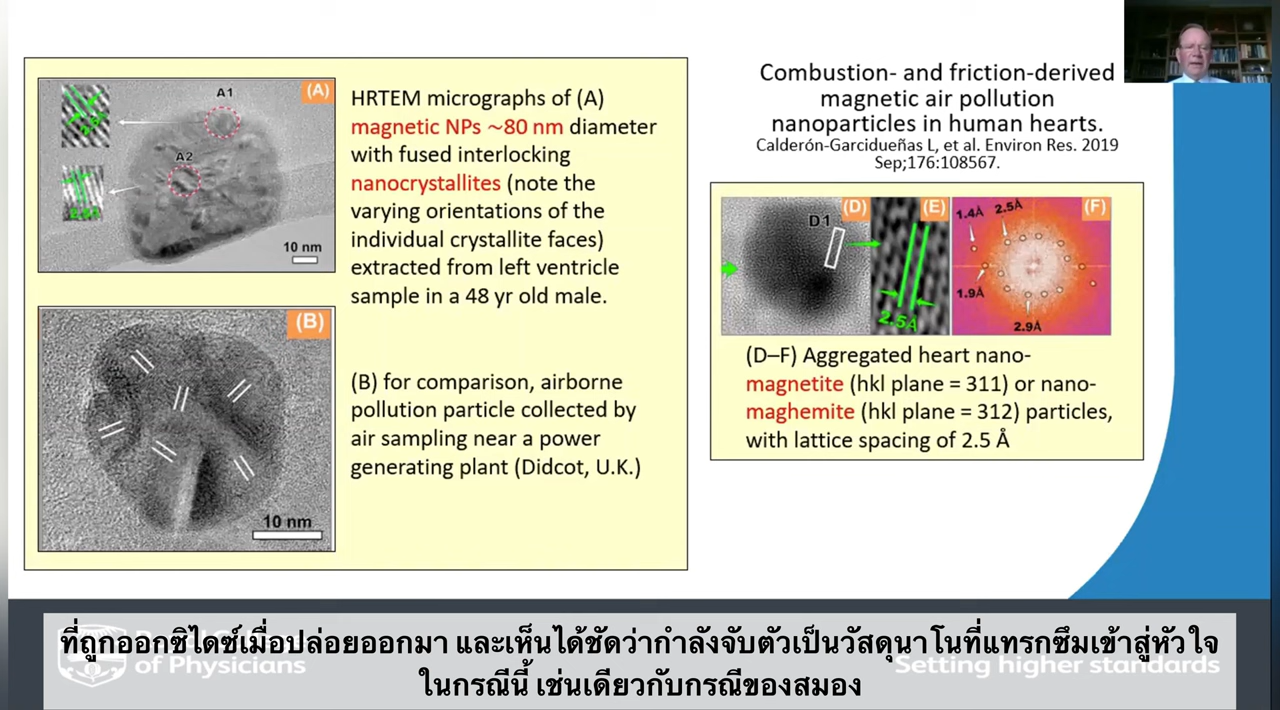 (A)
A1
A2
10 nm
HRTEM micrographs of (A)
magnetic NPs ~80 nm diameter
with fused interlocking
nanocrystallites (note the
varying orientations of the
individual crystallite faces)
extracted from left ventricle
sample in a 48 yr old male.
(B)
10 nm
(B) for comparison, airborne
pollution particle collected by
air sampling near a power
generating plant (Didcot, U.K.)
Combustion- and friction-derived
magnetic air pollution
nanoparticles in human hearts.
Calderón-Garcidueñas L, et al. Environ Res. 2019
Sep;176:108567.
(D)
D1
(E)
2.5Å
(F)
1.4Å
2.5Å
1.9Å
2.9Å
(D–F) Aggregated heart nano-
magnetite (hkl plane = 311) or nano-
maghemite (hkl plane = 312) particles,
with lattice spacing of 2.5 Å
of Physicians
Setting higher standards
ที่ถูกออกซิไดซ์เมื่อปล่อยออกมา และเห็นได้ชัดว่ากำลังจับตัวเป็นวัสดุนาโนที่แทรกซึมเข้าสู่หัวใจ
ในกรณีนี้ เช่นเดียวกับกรณีของสมอง